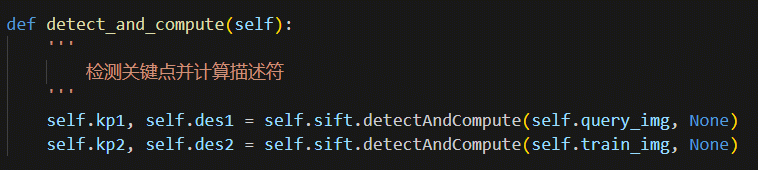 def detect_and_compute(self):
'''
检测关键点并计算描述符
'''
self.kp1, self.des1 = self.sift.detectAndCompute(self.query_img, None)
self.kp2, self.des2 = self.sift.detectAndCompute(self.train_img, None)